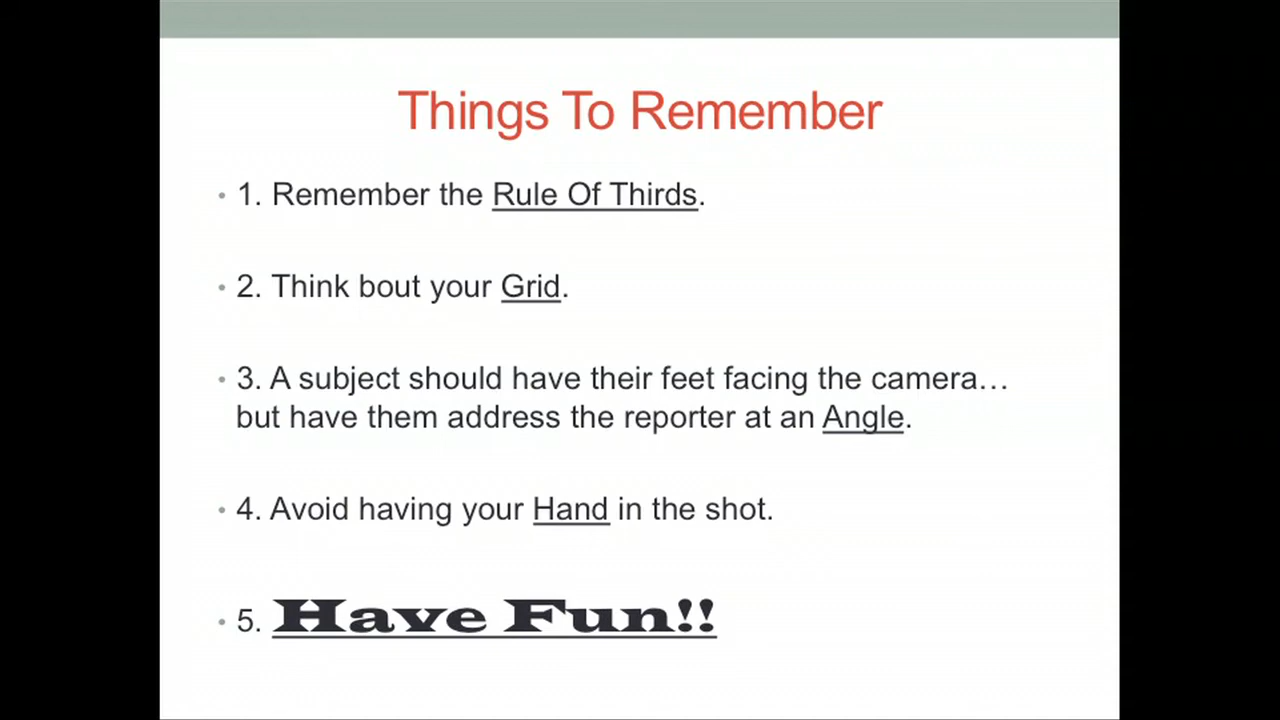 Things To Remember
• 1. Remember the Rule Of Thirds.
• 2. Think bout your Grid.
• 3. A subject should have their feet facing the camera…
but have them address the reporter at an Angle.
• 4. Avoid having your Hand in the shot.
• 5. Have Fun!!